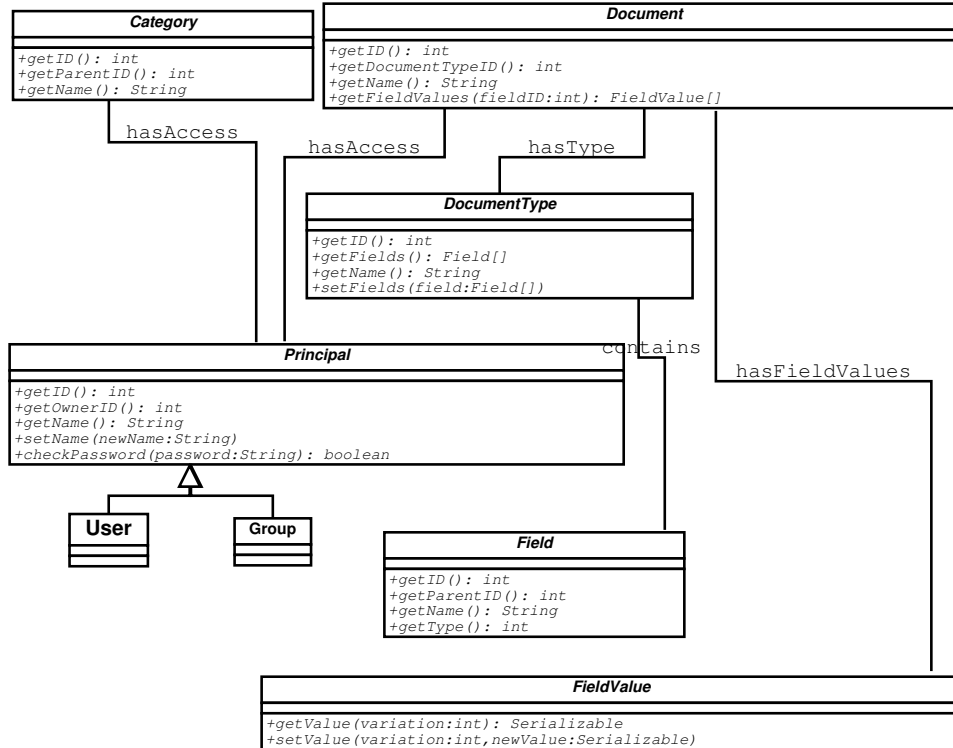 Category
+getID(): int
+getParentID(): int
+getName(): String
Document
+getID(): int
+getDocumentTypeID(): int
+getName(): String
+getFieldValues(fieldID:int): FieldValue[]
hasAccess
hasAccess
hasType
DocumentType
+getID(): int
+getFields(): Field[]
+getName(): String
+setFields(field:Field[])
Principal
+getID(): int
+getOwnerID(): int
+getName(): String
+setName(newName:String)
+checkPassword(password:String): boolean
contains
hasFieldValues
User
Group
Field
+getID(): int
+getParentID(): int
+getName(): String
+getType(): int
FieldValue
+getValue(variation:int): Serializable
+setValue(variation:int,newValue:Serializable)